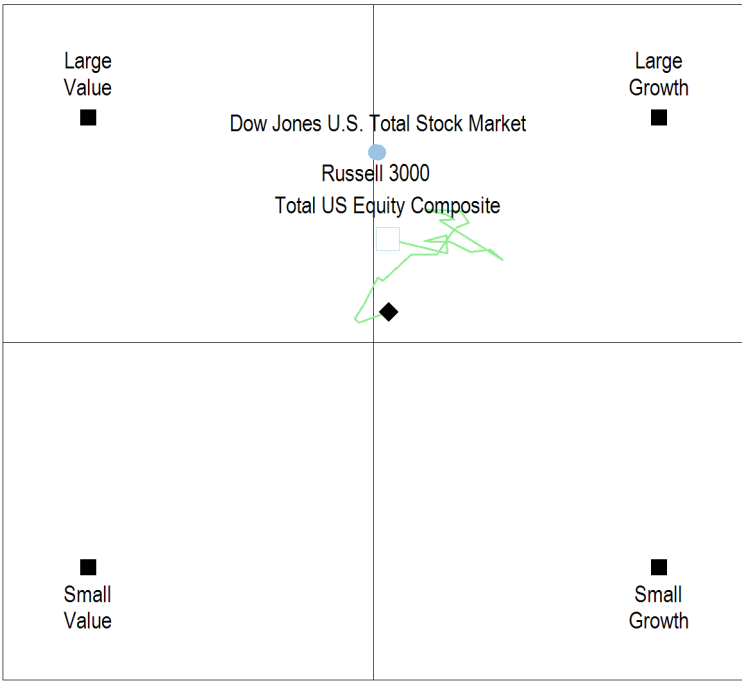 Large
Value
Large
Growth
Dow Jones U.S. Total Stock Market
Russell 3000
Total US Equity Composite
Small
Value
Small
Growth